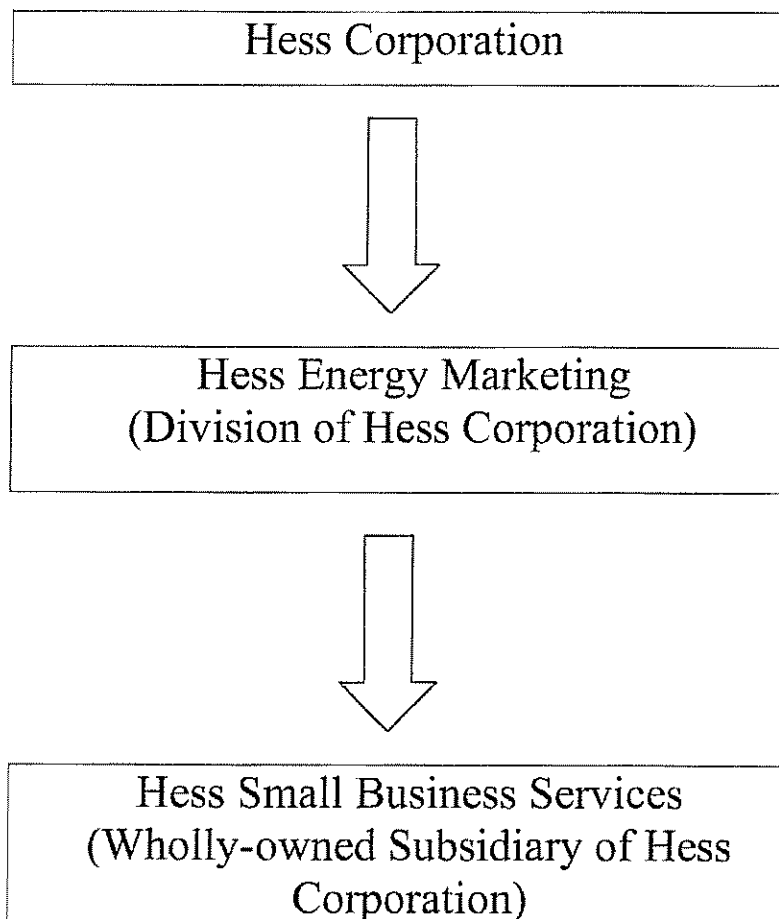 Hess Corporation
Hess Energy Marketing
(Division of Hess Corporation)
Hess Small Business Services
(Wholly-owned Subsidiary of Hess
Corporation)